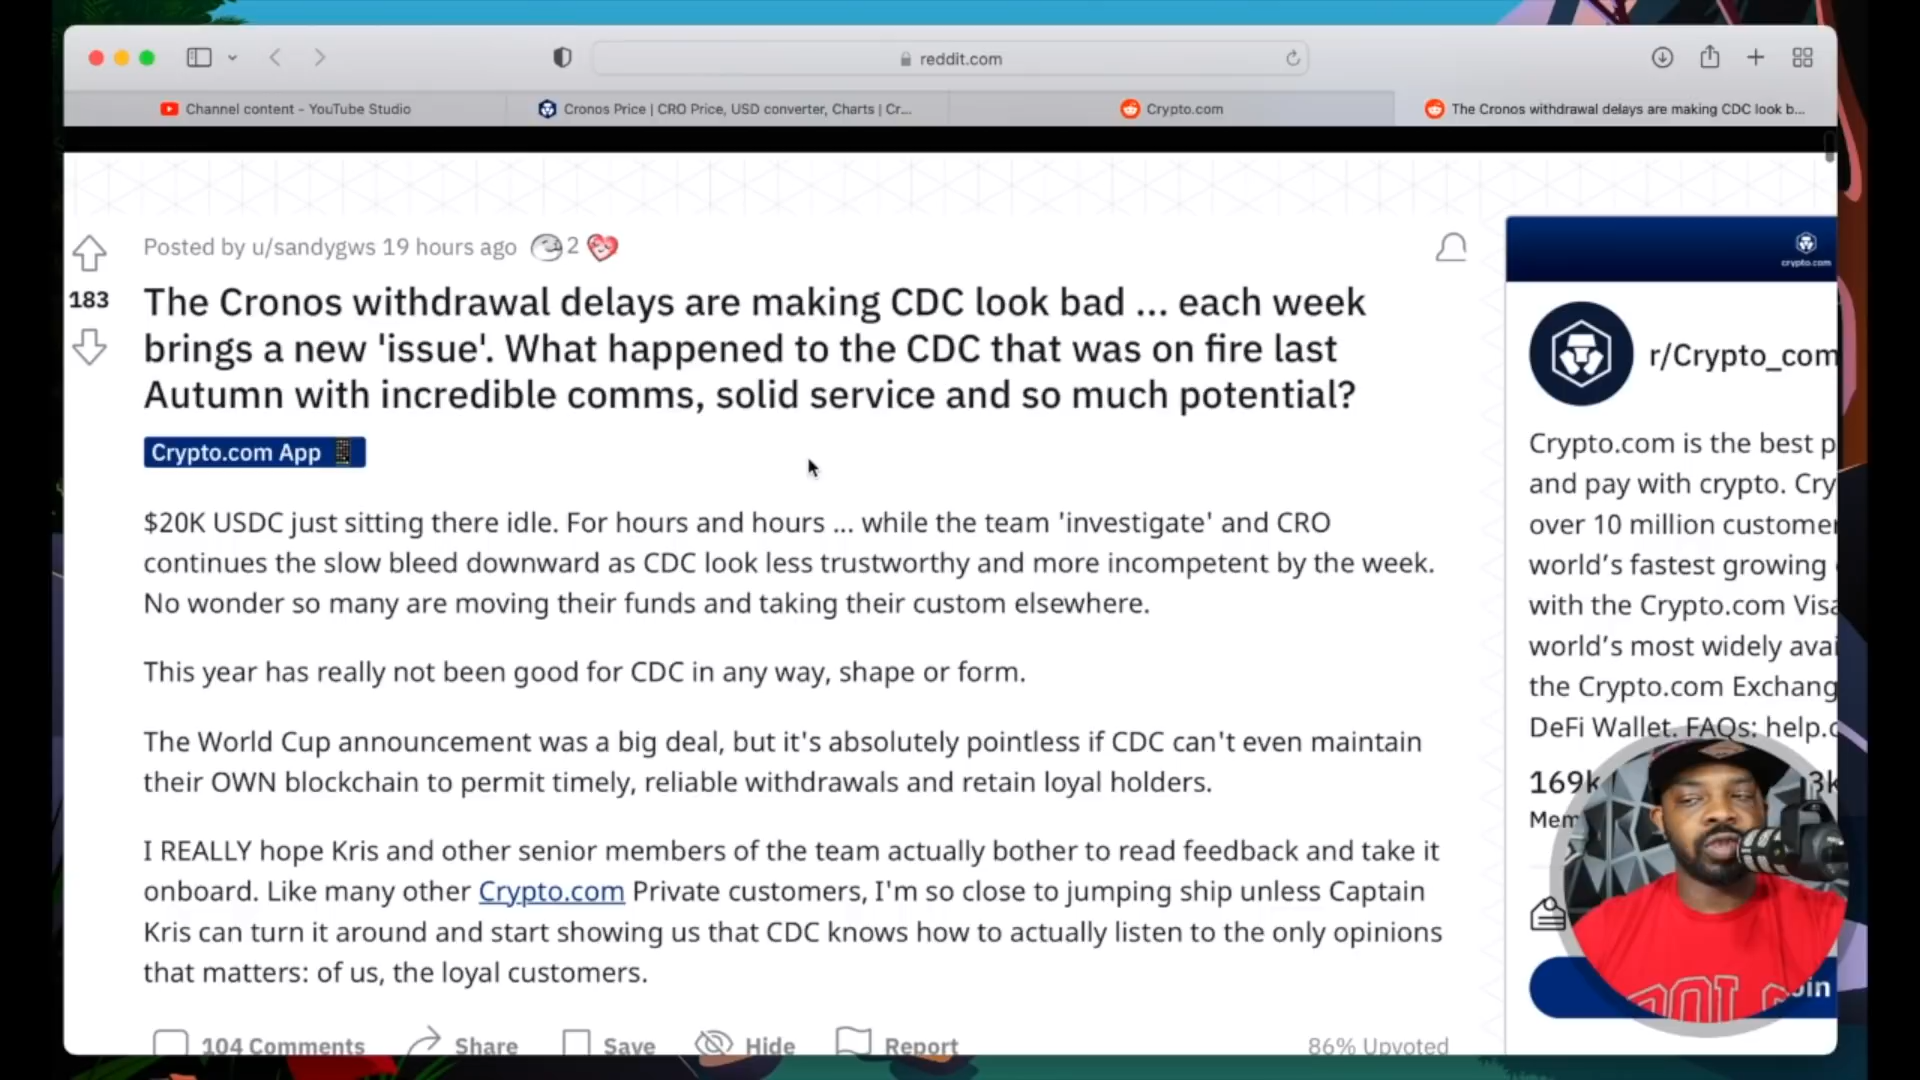 reddit.com
Channel content - YouTube Studio
Cronos Price | CRO Price, USD converter, Charts | Cr...
Crypto.com
The Cronos withdrawal delays are making CDC look b...
Posted by u/sandygws 19 hours ago 2
183
The Cronos withdrawal delays are making CDC look bad ... each week
brings a new 'issue'. What happened to the CDC that was on fire last
Autumn with incredible comms, solid service and so much potential?
Crypto.com App
$20K USDC just sitting there idle. For hours and hours ... while the team 'investigate' and CRO
continues the slow bleed downward as CDC look less trustworthy and more incompetent by the week.
No wonder so many are moving their funds and taking their custom elsewhere.
This year has really not been good for CDC in any way, shape or form.
The World Cup announcement was a big deal, but it's absolutely pointless if CDC can't even maintain
their OWN blockchain to permit timely, reliable withdrawals and retain loyal holders.
I REALLY hope Kris and other senior members of the team actually bother to read feedback and take it
onboard. Like many other Crypto.com Private customers, I'm so close to jumping ship unless Captain
Kris can turn it around and start showing us that CDC knows how to actually listen to the only opinions
that matters: of us, the loyal customers.
104 Comments Share Save Hide Report 86% Upvoted
crypto.com
r/Crypto_com
Crypto.com is the best p
and pay with crypto. Cry
over 10 million customer
world's fastest growing
with the Crypto.com Visa
world's most widely avai
the Crypto.com Exchang
DeFi Wallet. FAQs: help.c
169k
Mem